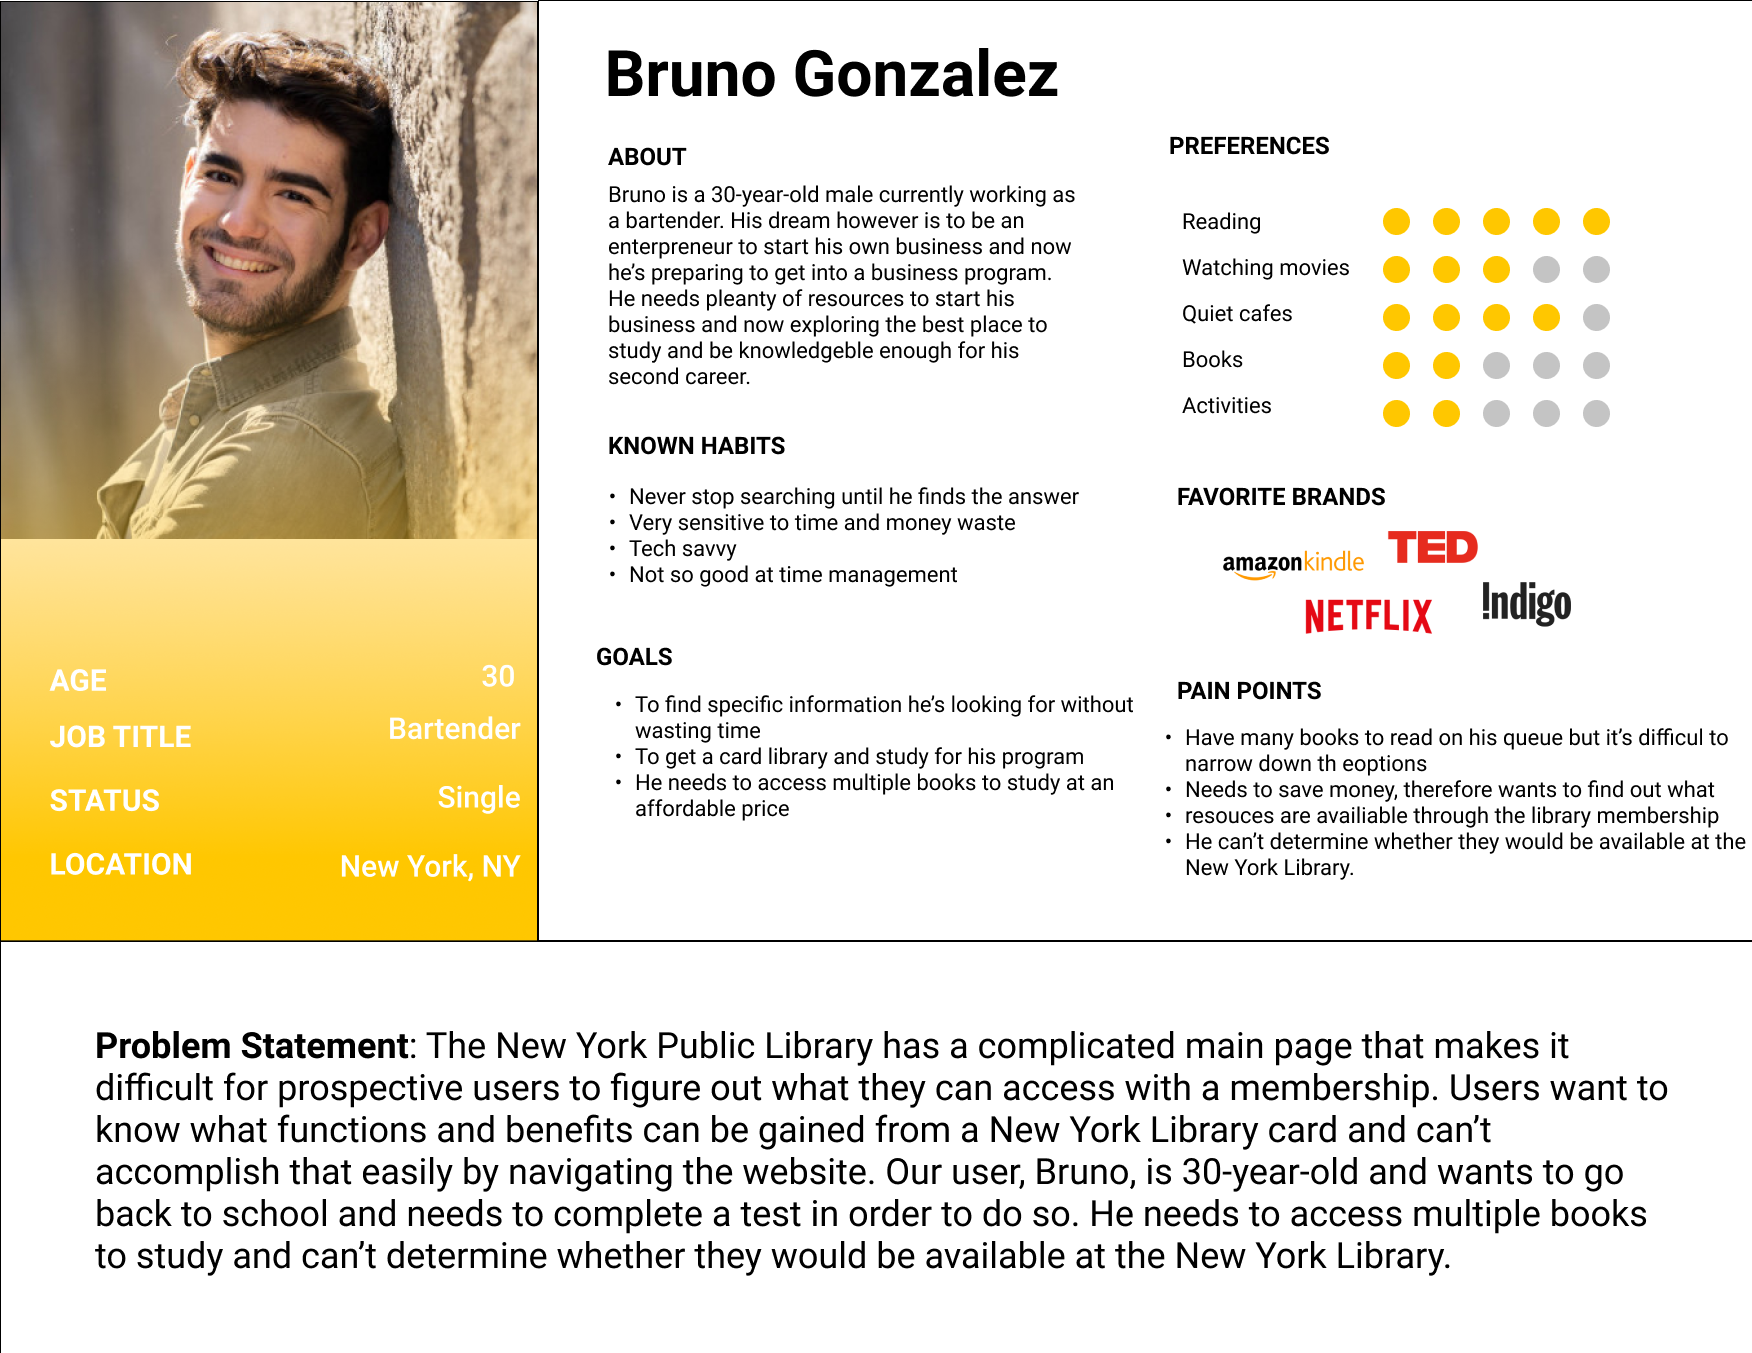 Bruno Gonzalez
ABOUT
Bruno is a 30-year-old male currently working as
a bartender. His dream however is to be an
enterpreneur to start his own business and now
he's preparing to get into a business program.
He needs pleanty of resources to start his
business and now exploring the best place to
study and be knowledgeble enough for his
second career.
KNOWN HABITS
• Never stop searching until he finds the answer
• Very sensitive to time and money waste
• Tech savvy
• Not so good at time management
GOALS
• To find specific information he's looking for without
wasting time
• To get a card library and study for his program
• He needs to access multiple books to study at an
affordable price
PREFERENCES
Reading
Watching movies
Quiet cafes
Books
Activities
FAVORITE BRANDS
amazonkindle
TED
NETFLIX
!ndigo
PAIN POINTS
• Have many books to read on his queue but it's difficul to
narrow down th eoptions
• Needs to save money, therefore wants to find out what
• resouces are availiable through the library membership
• He can't determine whether they would be available at the
New York Library.
AGE 30
JOB TITLE Bartender
STATUS Single
LOCATION New York, NY
Problem Statement: The New York Public Library has a complicated main page that makes it
difficult for prospective users to figure out what they can access with a membership. Users want to
know what functions and benefits can be gained from a New York Library card and can't
accomplish that easily by navigating the website. Our user, Bruno, is 30-year-old and wants to go
back to school and needs to complete a test in order to do so. He needs to access multiple books
to study and can't determine whether they would be available at the New York Library.